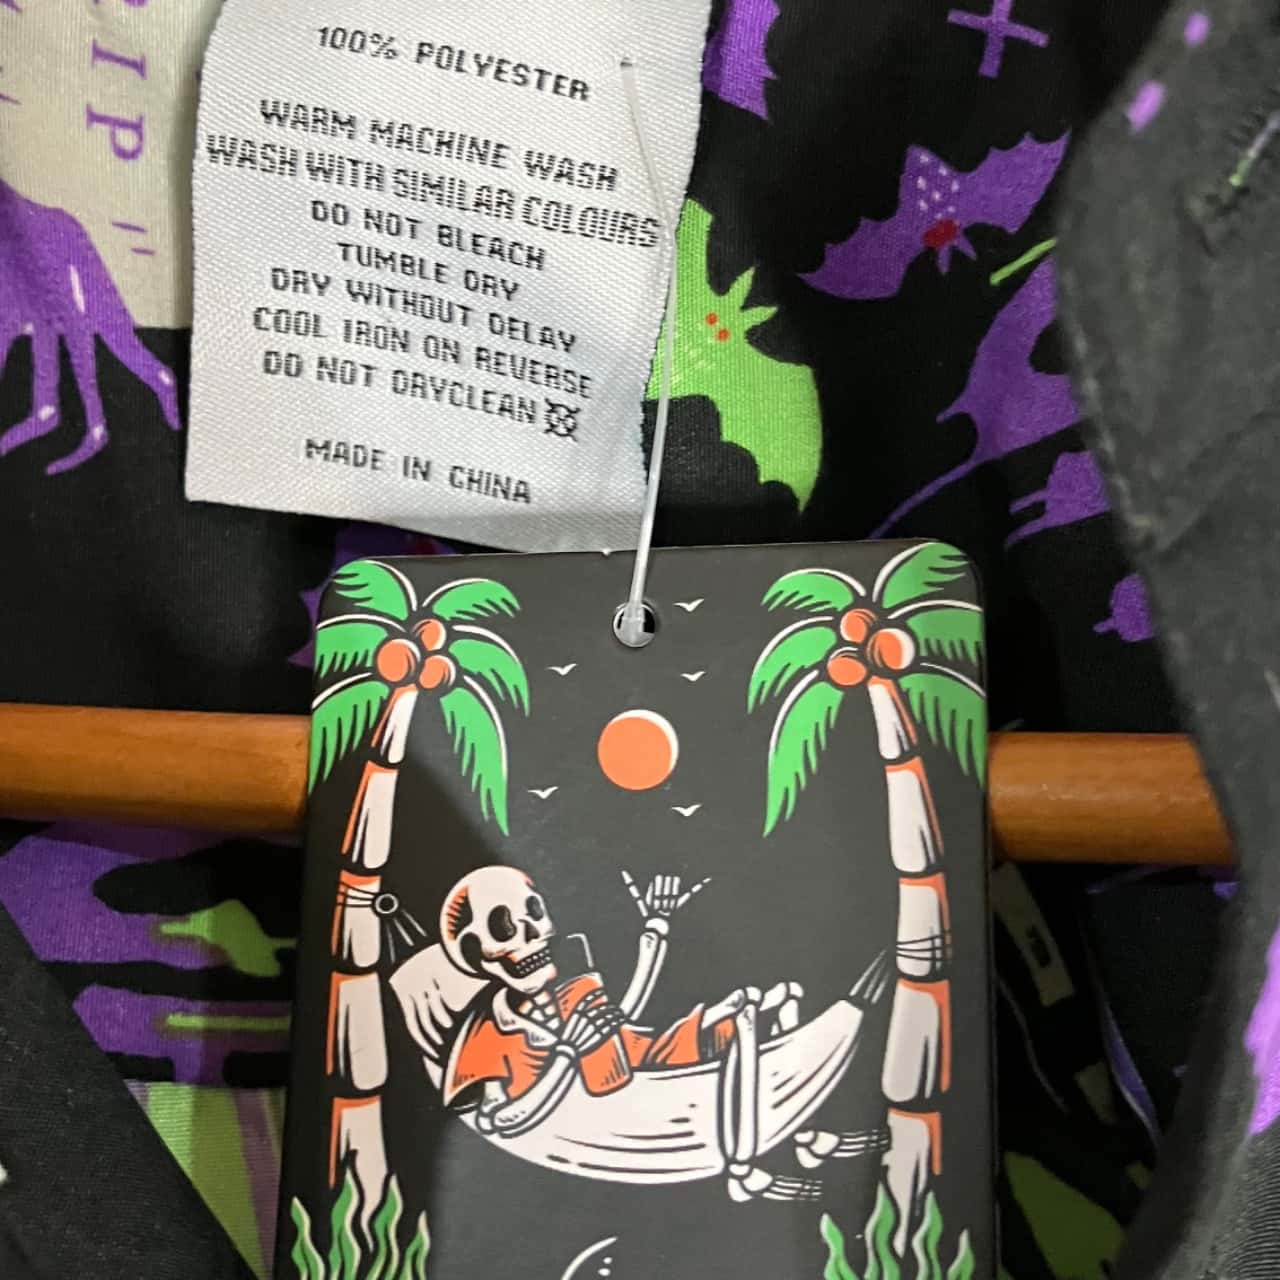 RIP
100% POLYESTER
WARM MACHINE WASH
WASH WITH SIMILAR COLOURS
DO NOT BLEACH
TUMBLE DRY
DRY WITHOUT DELAY
COOL IRON ON REVERSE
DO NOT DRYCLEAN
MADE IN CHINA